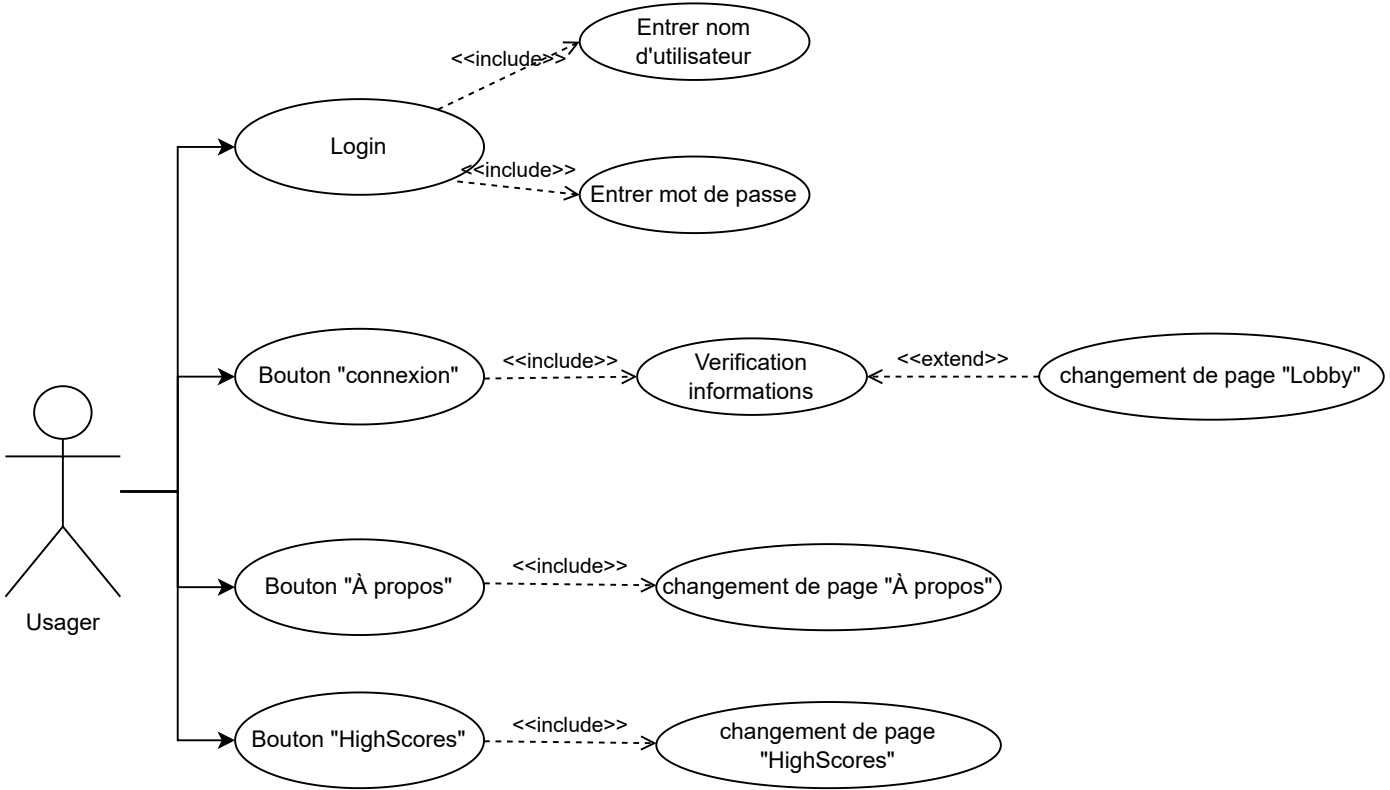 Entrer nom
d'utilisateur
<<include>>
Login
<<include>>
Entrer mot de passe
Bouton "connexion"
<<include>>
Verification
informations
<<extend>>
changement de page "Lobby"
Usager
Bouton "À propos"
<<include>>
changement de page "À propos"
Bouton "HighScores"
<<include>>
changement de page
"HighScores"